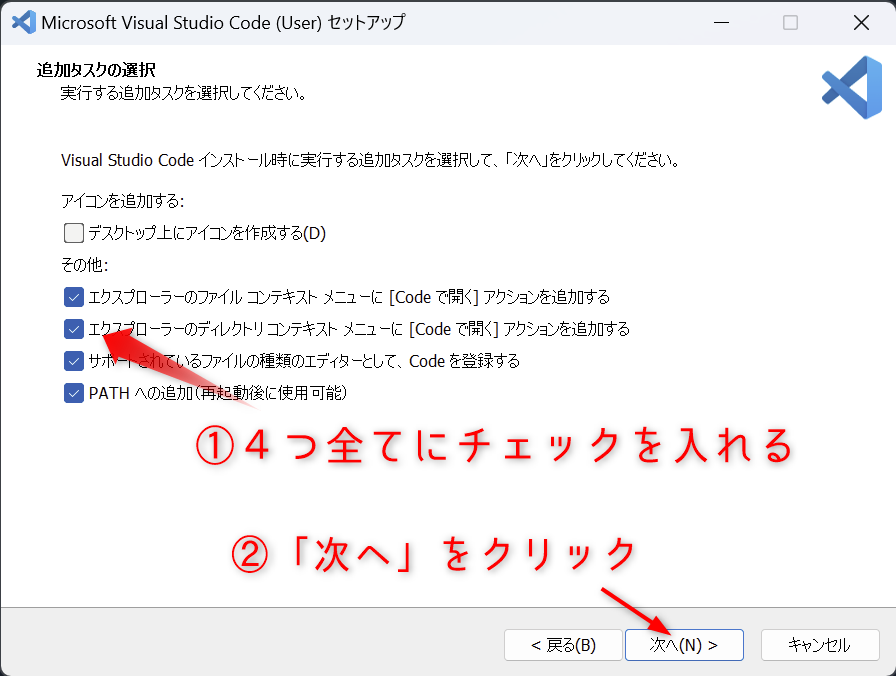 Microsoft Visual Studio Code (User) セットアップ
追加タスクの選択
実行する追加タスクを選択してください。
Visual Studio Code インストール時に実行する追加タスクを選択して、「次へ」をクリックしてください。
アイコンを追加する:
デスクトップ上にアイコンを作成する(D)
その他:
エクスプローラーのファイル コンテキスト メニューに [Code で開く] アクションを追加する
エクスプローラーのディレクトリ コンテキスト メニューに [Code で開く] アクションを追加する
サポートされているファイルの種類のエディターとして、Code を登録する
PATH への追加（再起動後に使用可能）
①４つ全てにチェックを入れる
②「次へ」をクリック
< 戻る(B)
次へ(N) >
キャンセル